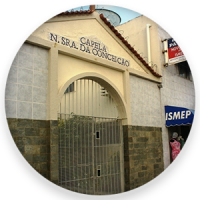 CAPELA
N. SRA. DA CONCEIÇÃO
ISMEP